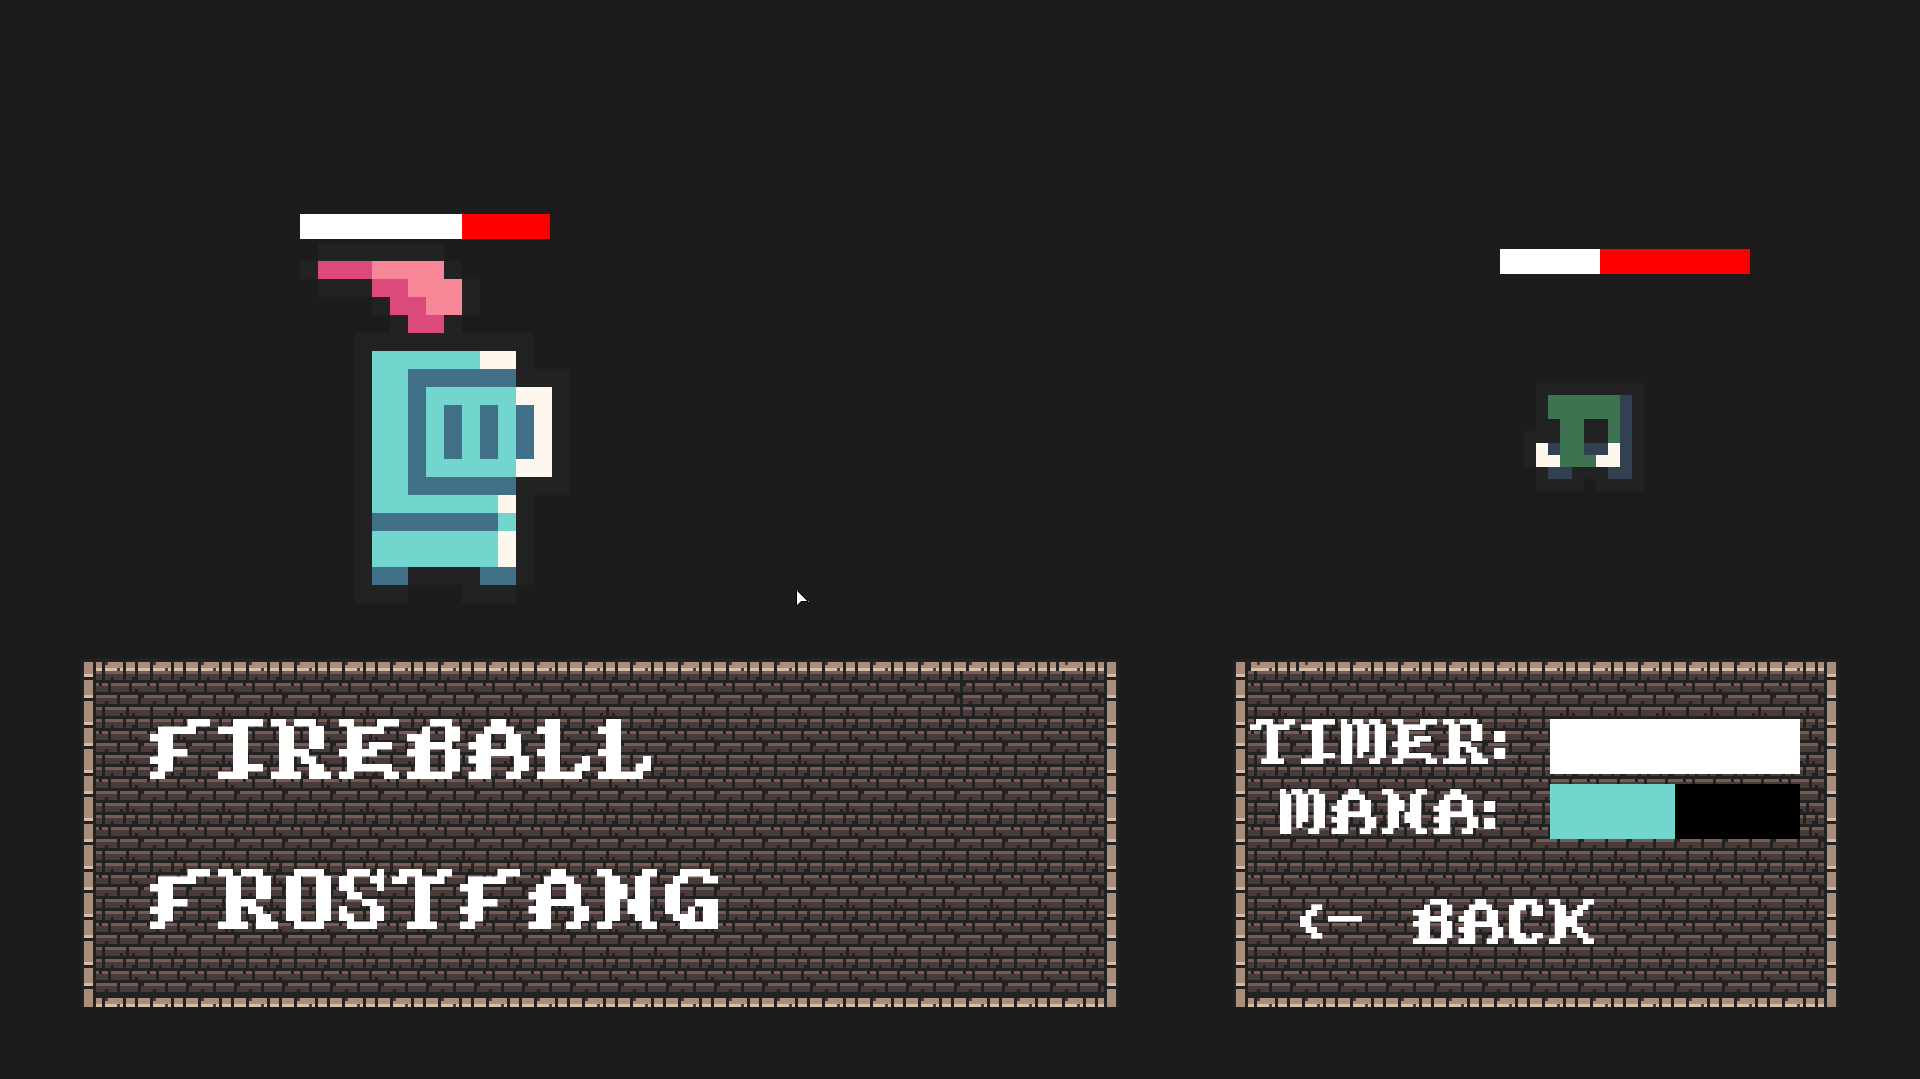 FIREBALL
FROSTFANG
TIMER:
MANA:
<- BACK